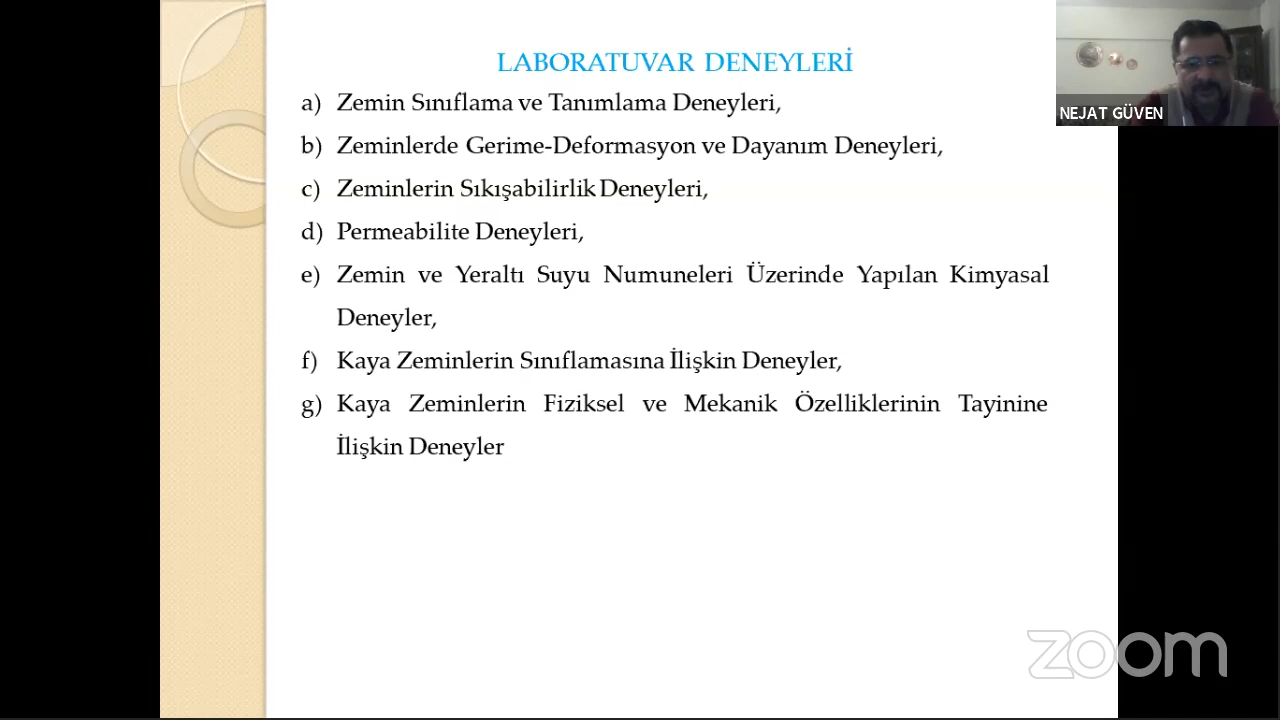 LABORATUVAR DENEYLERİ
a) Zemin Sınıflama ve Tanımlama Deneyleri,
b) Zeminlerde Gerime-Deformasyon ve Dayanım Deneyleri,
c) Zeminlerin Sıkışabilirlik Deneyleri,
d) Permeabilite Deneyleri,
e) Zemin ve Yeraltı Suyu Numuneleri Üzerinde Yapılan Kimyasal
Deneyler,
f) Kaya Zeminlerin Sınıflamasına İlişkin Deneyler,
g) Kaya Zeminlerin Fiziksel ve Mekanik Özelliklerinin Tayinine
İlişkin Deneyler
NEJAT GÜVEN
zoom